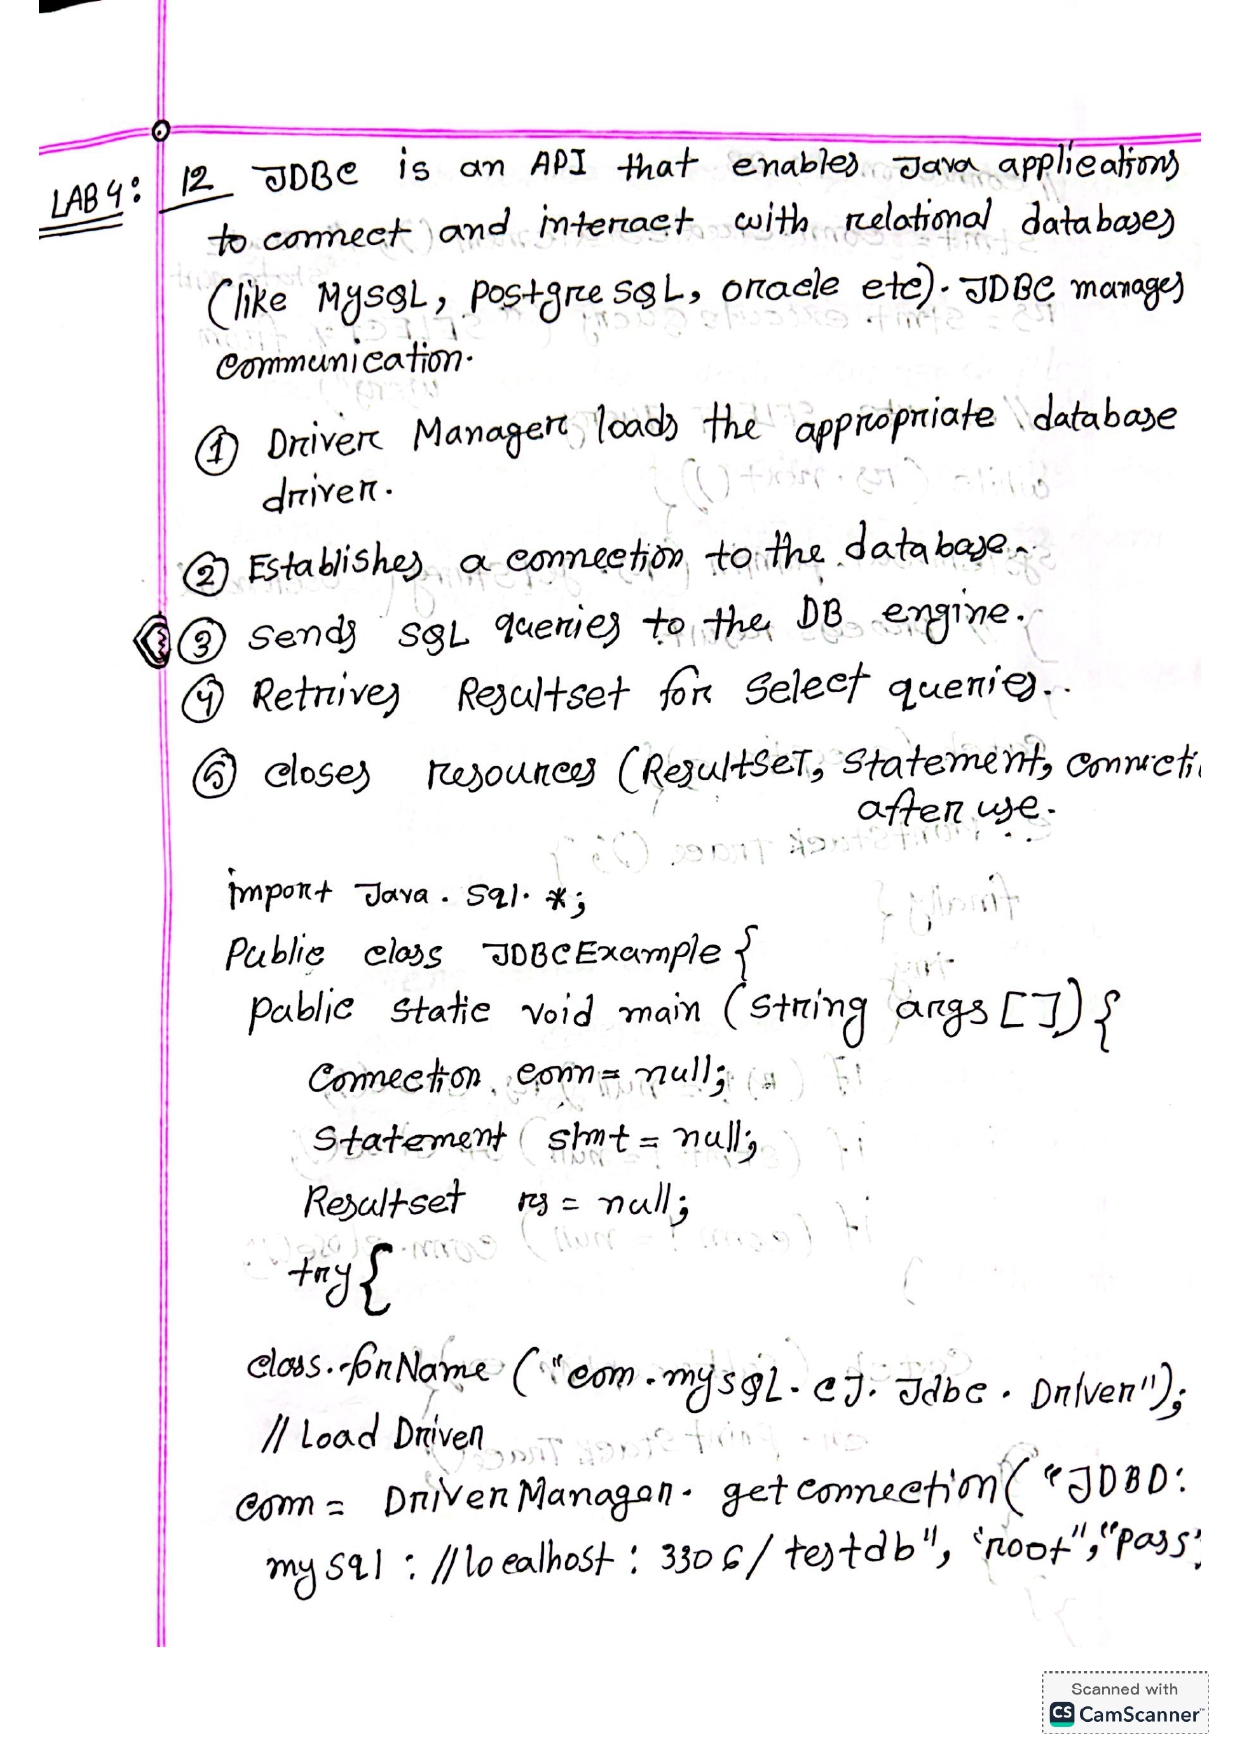 LAB 4: 12 JDBC is an API that enables Java applications
to connect and interact with relational databases
(like MySQL, PostgreSQL, oracle etc). JDBC manages
communication.
① Driver Manager loads the appropriate database
driver.
② Establishes a connection to the database.
③ Sends SQL queries to the DB engine.
④ Retrives Resultset for Select queries..
⑤ closes resources (ResultSet, Statement, connecti
after use.
import Java.sql.*;
Public class JDBCExample {
public static void main (String args []) {
Connection conn = null;
Statement stmt = null;
Resultset rs = null;
try {
class.forName ("com.mysqL.cJ.Jdbc.Driver");
// Load Driver
conn = DriverManager.getconnection("JDBD:
mysql://localhost:3306/testdb", "root", "pass
Scanned with
CS CamScanner